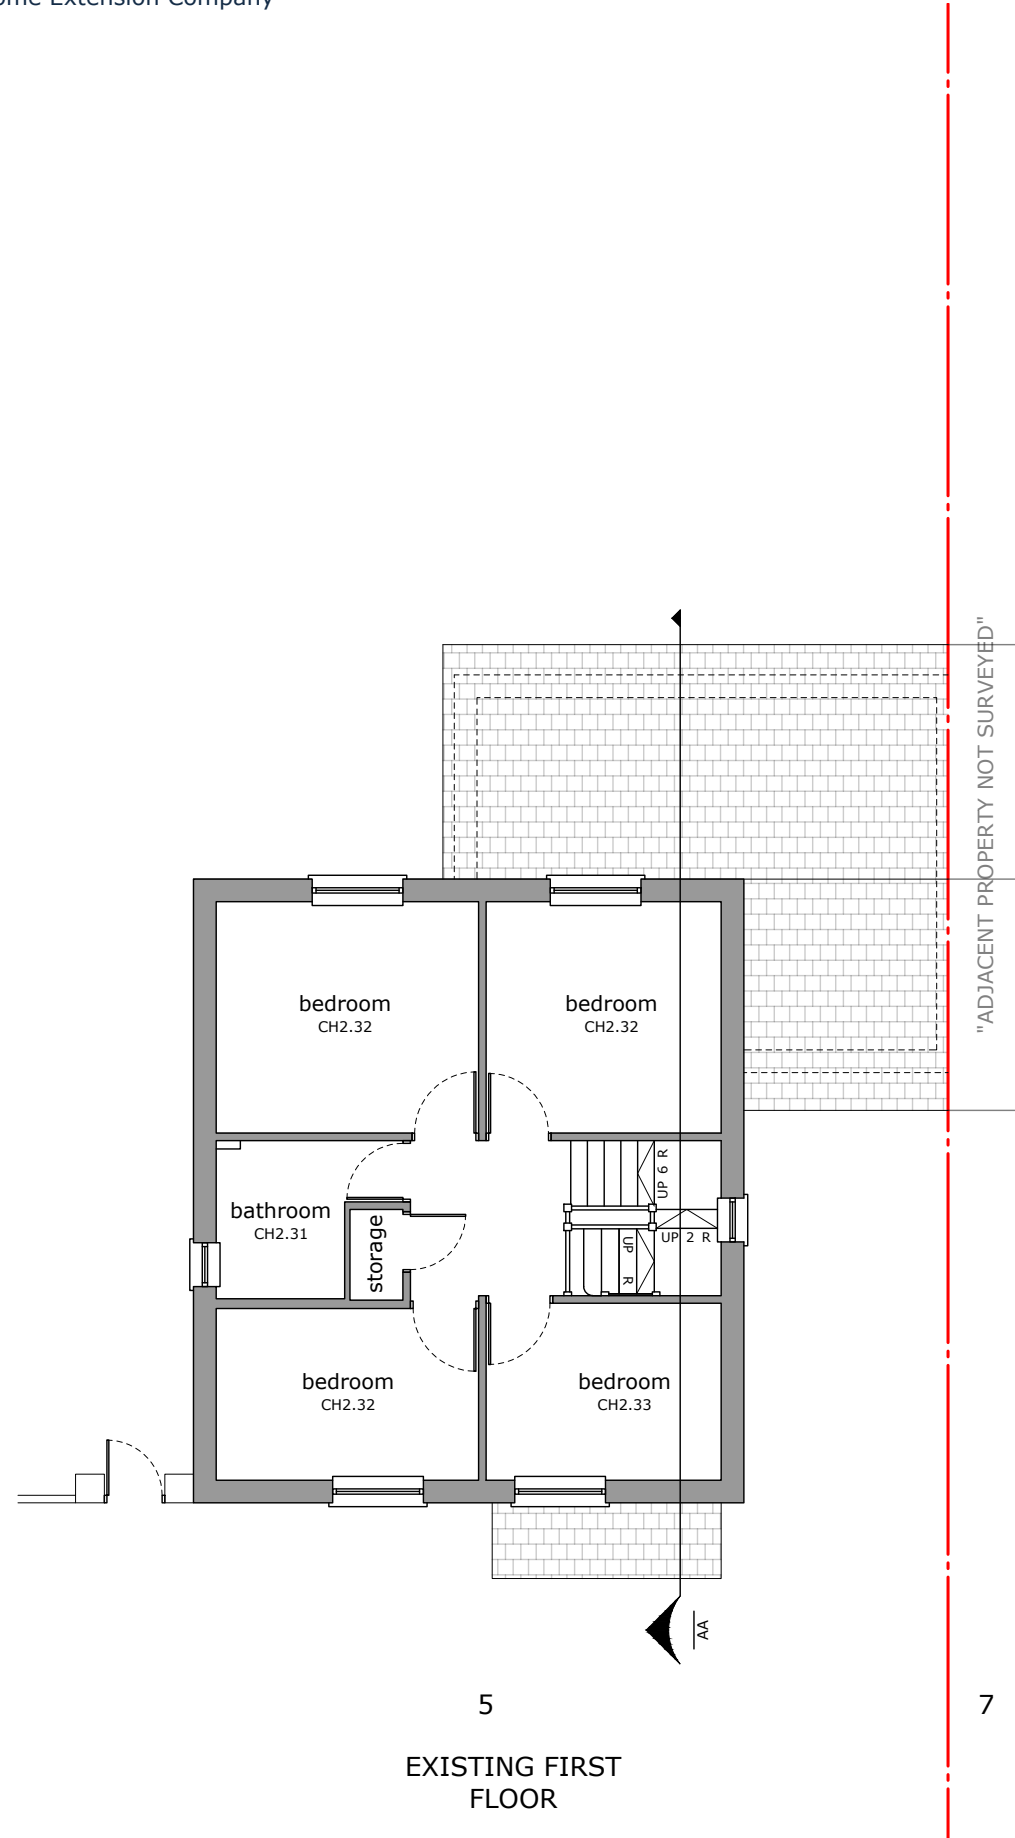 ome Extension Company
"ADJACENT PROPERTY NOT SURVEYED"
bedroom
CH2.32
bedroom
CH2.32
UP 6 R
bathroom
CH2.31
storage
UP 2 R
UP R
bedroom
CH2.32
bedroom
CH2.33
AA
5
7
EXISTING FIRST
FLOOR